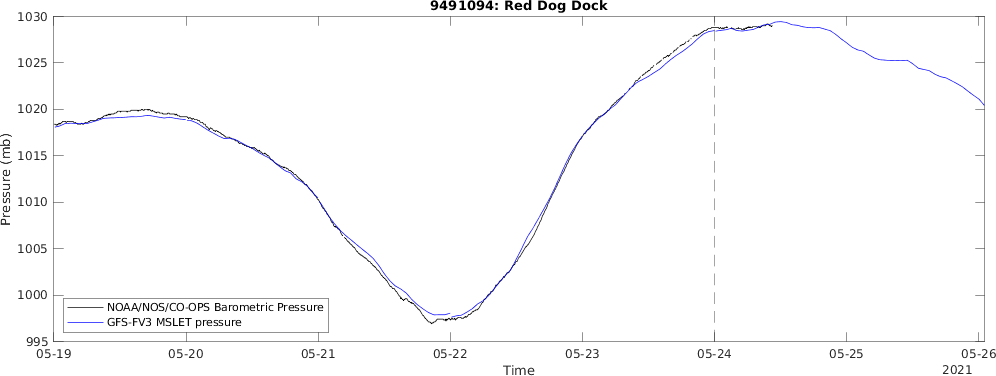 9491094: Red Dog Dock
1030
1025
1020
1015
1010
1005
1000
995
Pressure (mb)
NOAA/NOS/CO-OPS Barometric Pressure
GFS-FV3 MSLET pressure
05-19 05-20 05-21 05-22 05-23 05-24 05-25 05-26
Time
2021